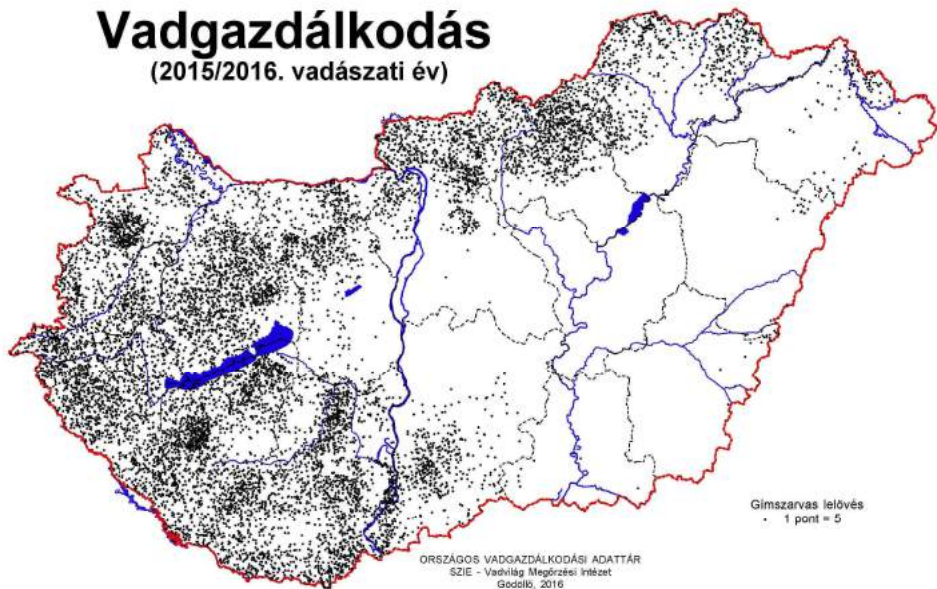 Vadgazdálkodás
(2015/2016. vadászati év)
Gímszarvas lelövés
1 pont = 5
ORSZÁGOS VADGAZDÁLKODÁSI ADATTÁR
SZIE - Vadvilág Megőrzési Intézet
Gödöllő, 2016